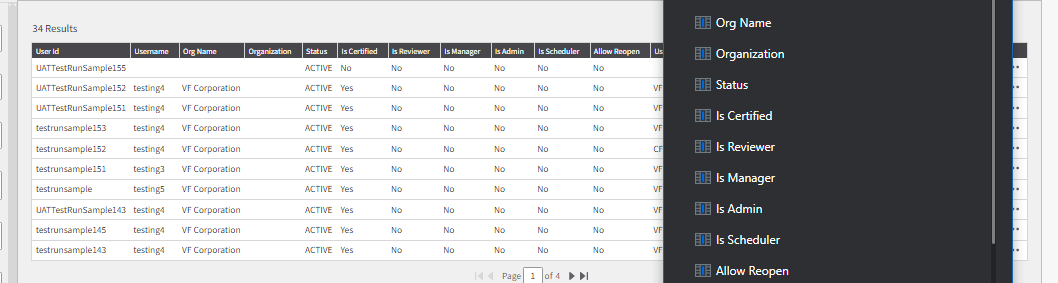 34 Results
User Id Username Org Name Organization Status Is Certified Is Reviewer Is Manager Is Admin Is Scheduler Allow Reopen Us
UATTestRunSample155 ACTIVE No No No No No No
UATTestRunSample152 testing4 VF Corporation ACTIVE Yes No No No No No VF
UATTestRunSample151 testing4 VF Corporation ACTIVE Yes No No No No No VF
testrunsample153 testing4 VF Corporation ACTIVE Yes No No No No No VF
testrunsample152 testing4 VF Corporation ACTIVE Yes No No No No No CF
testrunsample151 testing3 VF Corporation ACTIVE Yes No No No No No VF
testrunsample testing5 VF Corporation ACTIVE Yes No No No No No VF
UATTestRunSample143 testing4 VF Corporation ACTIVE Yes No No No No No VF
testrunsample145 testing4 VF Corporation ACTIVE Yes No No No No No VF
testrunsample143 testing4 VF Corporation ACTIVE Yes No No No No No VF
Page 1 of 4
Org Name
Organization
Status
Is Certified
Is Reviewer
Is Manager
Is Admin
Is Scheduler
Allow Reopen